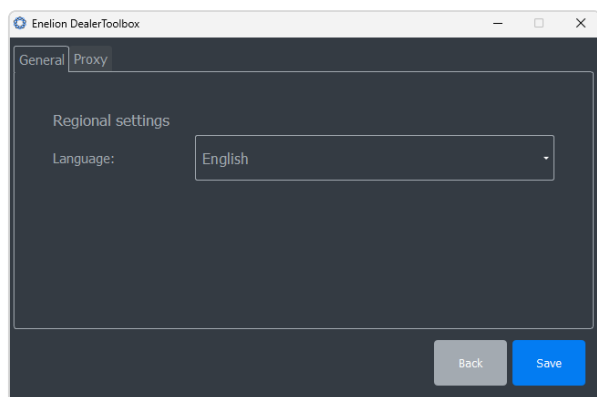 Enelion DealerToolbox
General Proxy
Regional settings
Language: English
Back Save